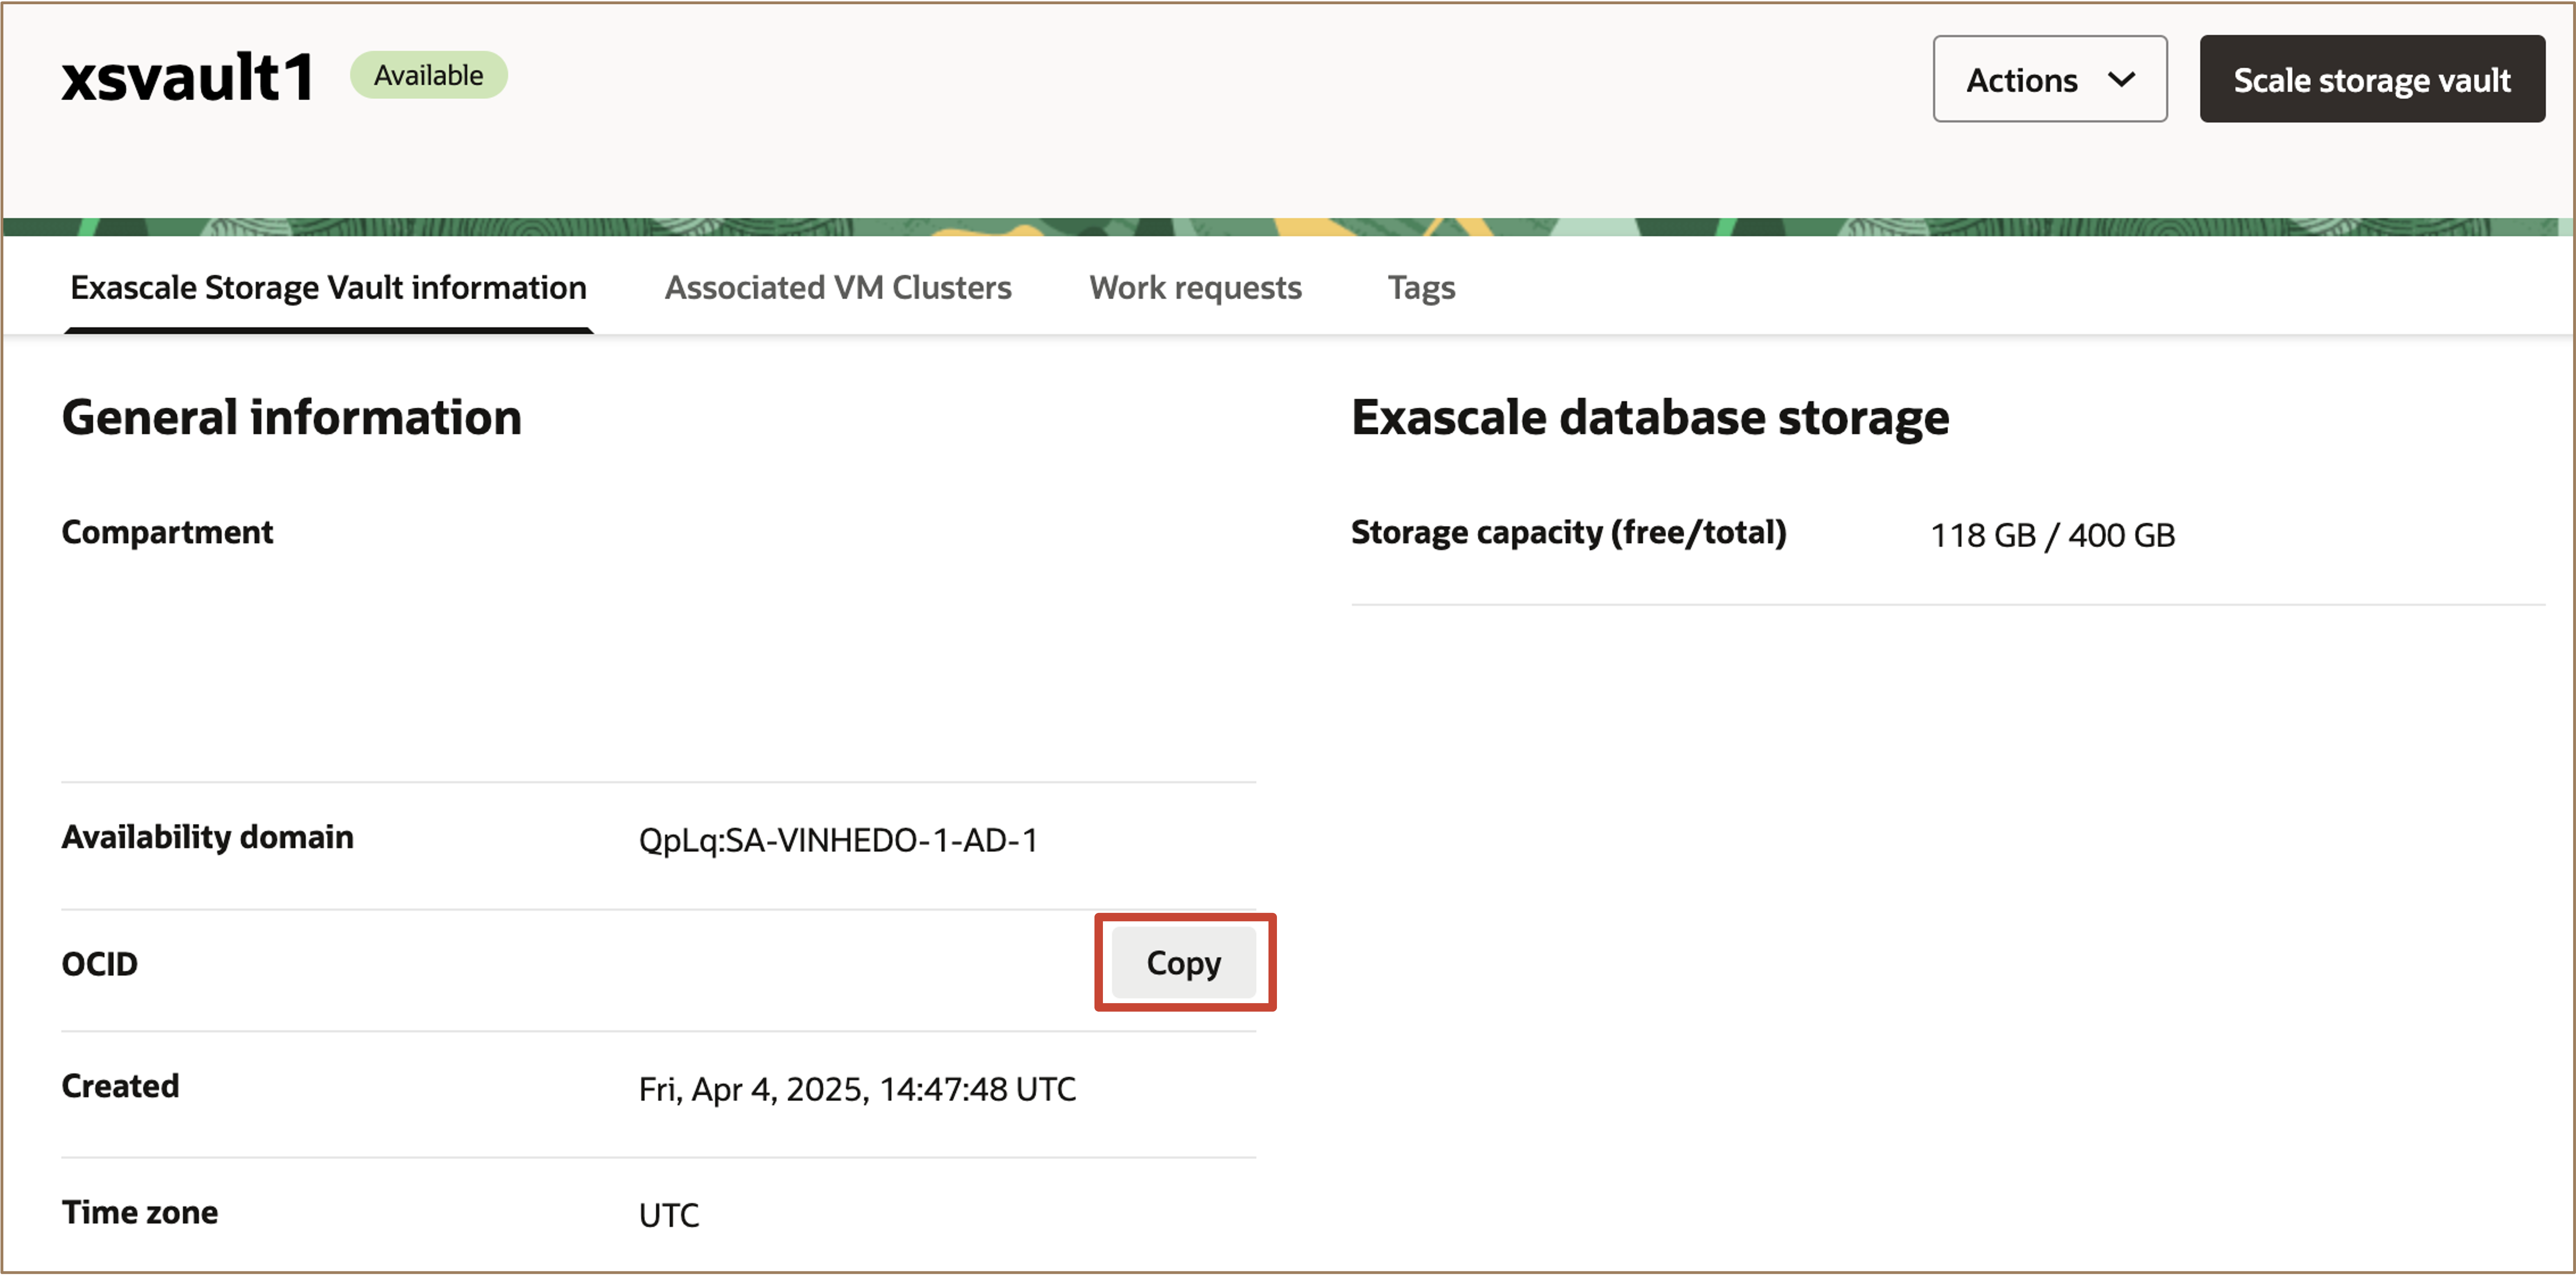 xsvault1 Available Actions Scale storage vault
Exascale Storage Vault information Associated VM Clusters Work requests Tags
General information
Compartment
Availability domain QpLq:SA-VINHEDO-1-AD-1
OCID Copy
Created Fri, Apr 4, 2025, 14:47:48 UTC
Time zone UTC
Exascale database storage
Storage capacity (free/total) 118 GB / 400 GB